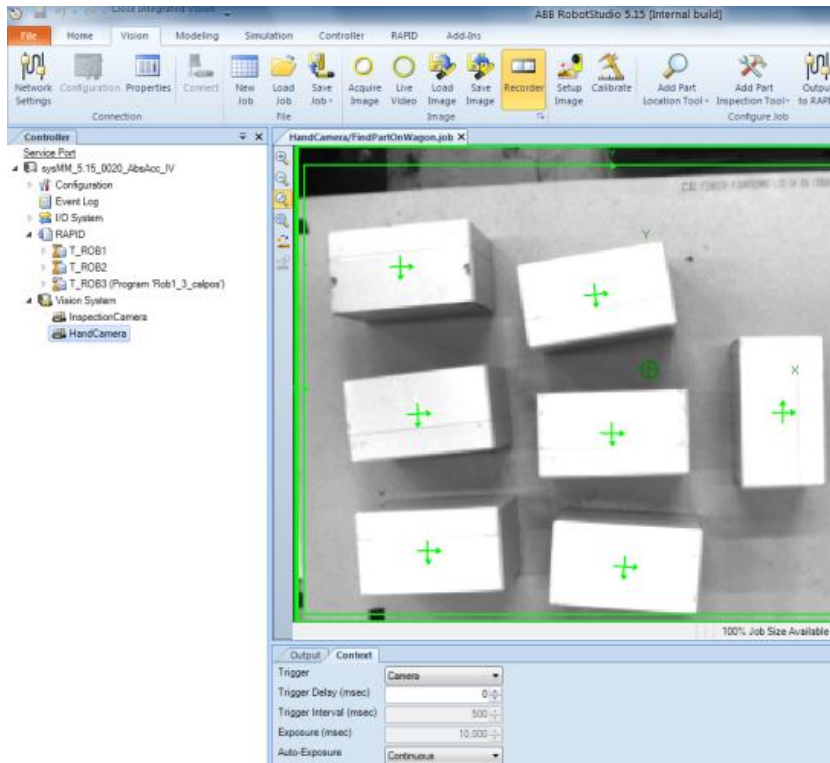 ABB RobotStudio 5.15 [Internal build]
File Home Vision Modeling Simulation Controller RAPID Add-Ins
Network Settings
Configuration
Properties
Connect
New Job
Load Job
Save Job
Acquire Image
Live Video
Load Image
Save Image
Recorder
Setup Image
Calibrate
Add Part Location Tool
Add Part Inspection Tool
Output to RAPI
Connection File Image Configure Job
Controller
Service Port
sysMM_5.15_0020_AbsAcc_IV
Configuration
Event Log
I/O System
RAPID
T_ROB1
T_ROB2
T_ROB3 (Program 'Rob1_3_calpos')
Vision System
InspectionCamera
HandCamera
HandCamera/FindPartOnWagon.job
Y
X
100% Job Size Available
Output Context
Trigger Camera
Trigger Delay (msec) 0
Trigger Interval (msec) 500
Exposure (msec) 10,000
Auto-Exposure Continuous